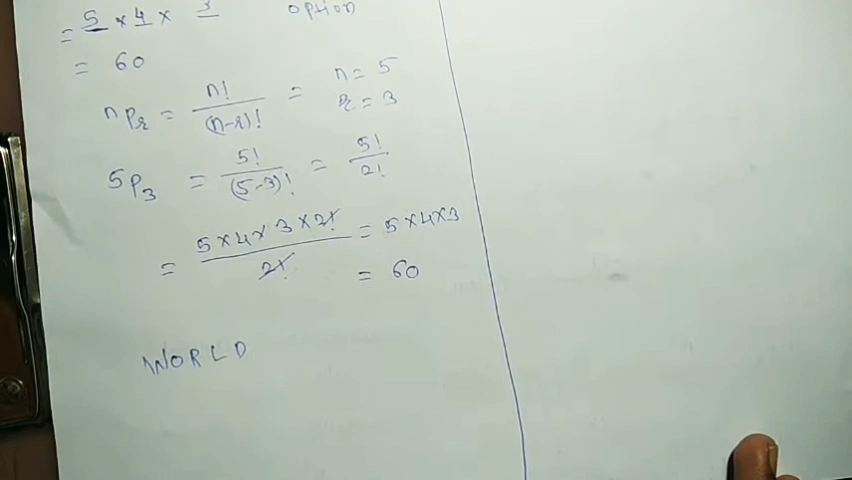 = 5 × 4 × 3 option
= 60
nPr = n!/(n-r)! = n = 5 r = 3
5P3 = 5!/(5-3)! = 5!/2!
= 5×4×3×2!/2! = 5×4×3
= 60
WORLD